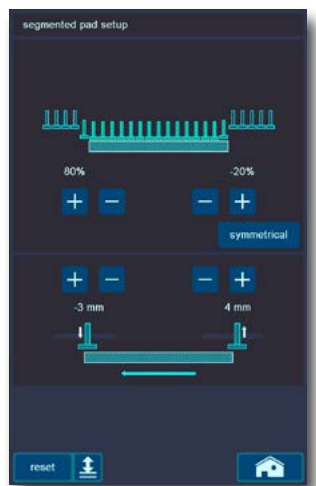 segmented pad setup
80% -20%
+ - - +
symmetrical
+ - - +
-3 mm 4 mm
reset